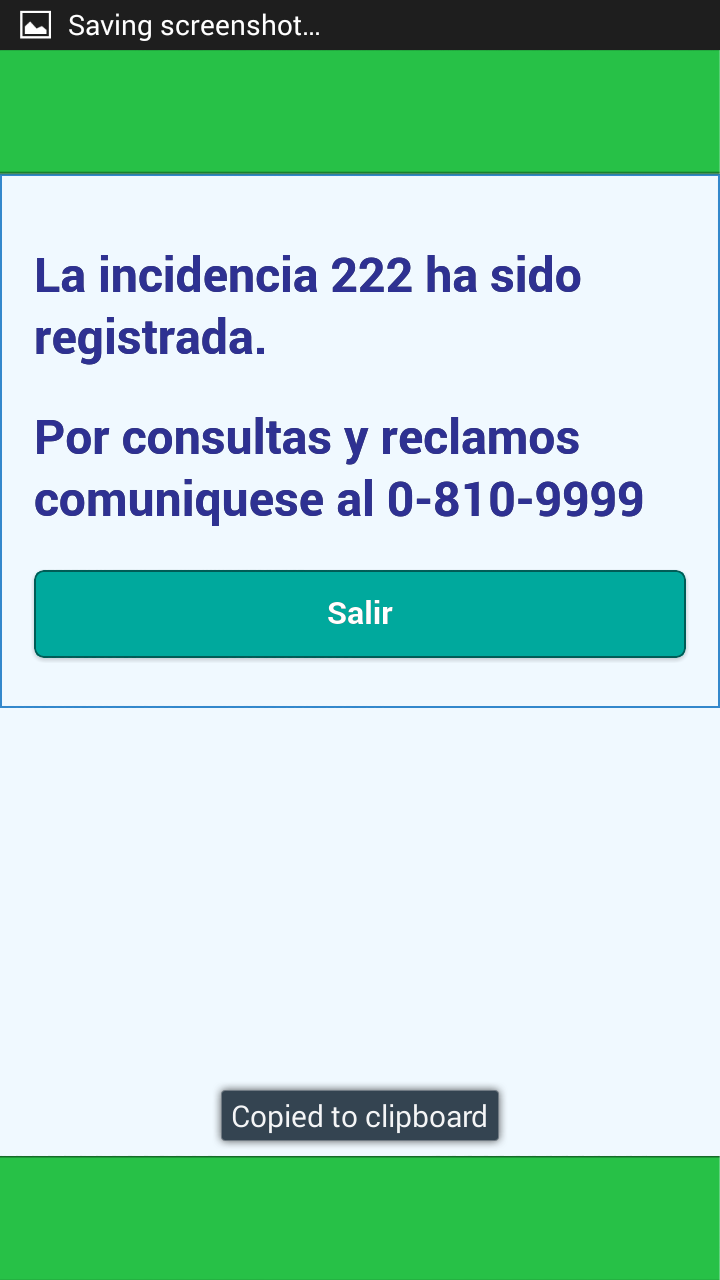 Saving screenshot...
La incidencia 222 ha sido
registrada.
Por consultas y reclamos
comuniquese al 0-810-9999
Salir
Copied to clipboard